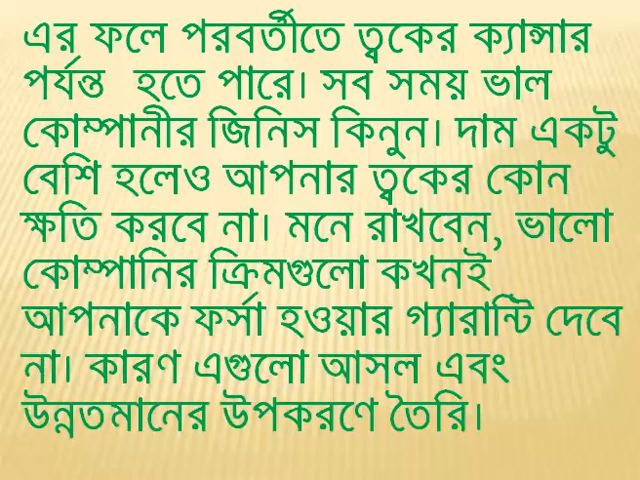 এর ফলে পরবর্তীতে ত্বকের ক্যান্সার
পর্যন্ত হতে পারে। সব সময় ভাল
কোম্পানীর জিনিস কিনুন। দাম একটু
বেশি হলেও আপনার ত্বকের কোন
ক্ষতি করবে না। মনে রাখবেন, ভালো
কোম্পানির ক্রিমগুলো কখনই
আপনাকে ফর্সা হওয়ার গ্যারান্টি দেবে
না। কারণ এগুলো আসল এবং
উন্নতমানের উপকরণে তৈরি।